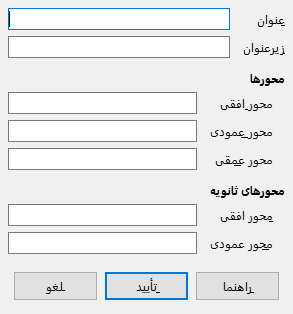 عنوان
زیرعنوان
محورها
محور افقی
محور عمودی
محور عمقی
محورهای ثانویه
محور افقی
محور عمودی
راهنما تأیید لغو